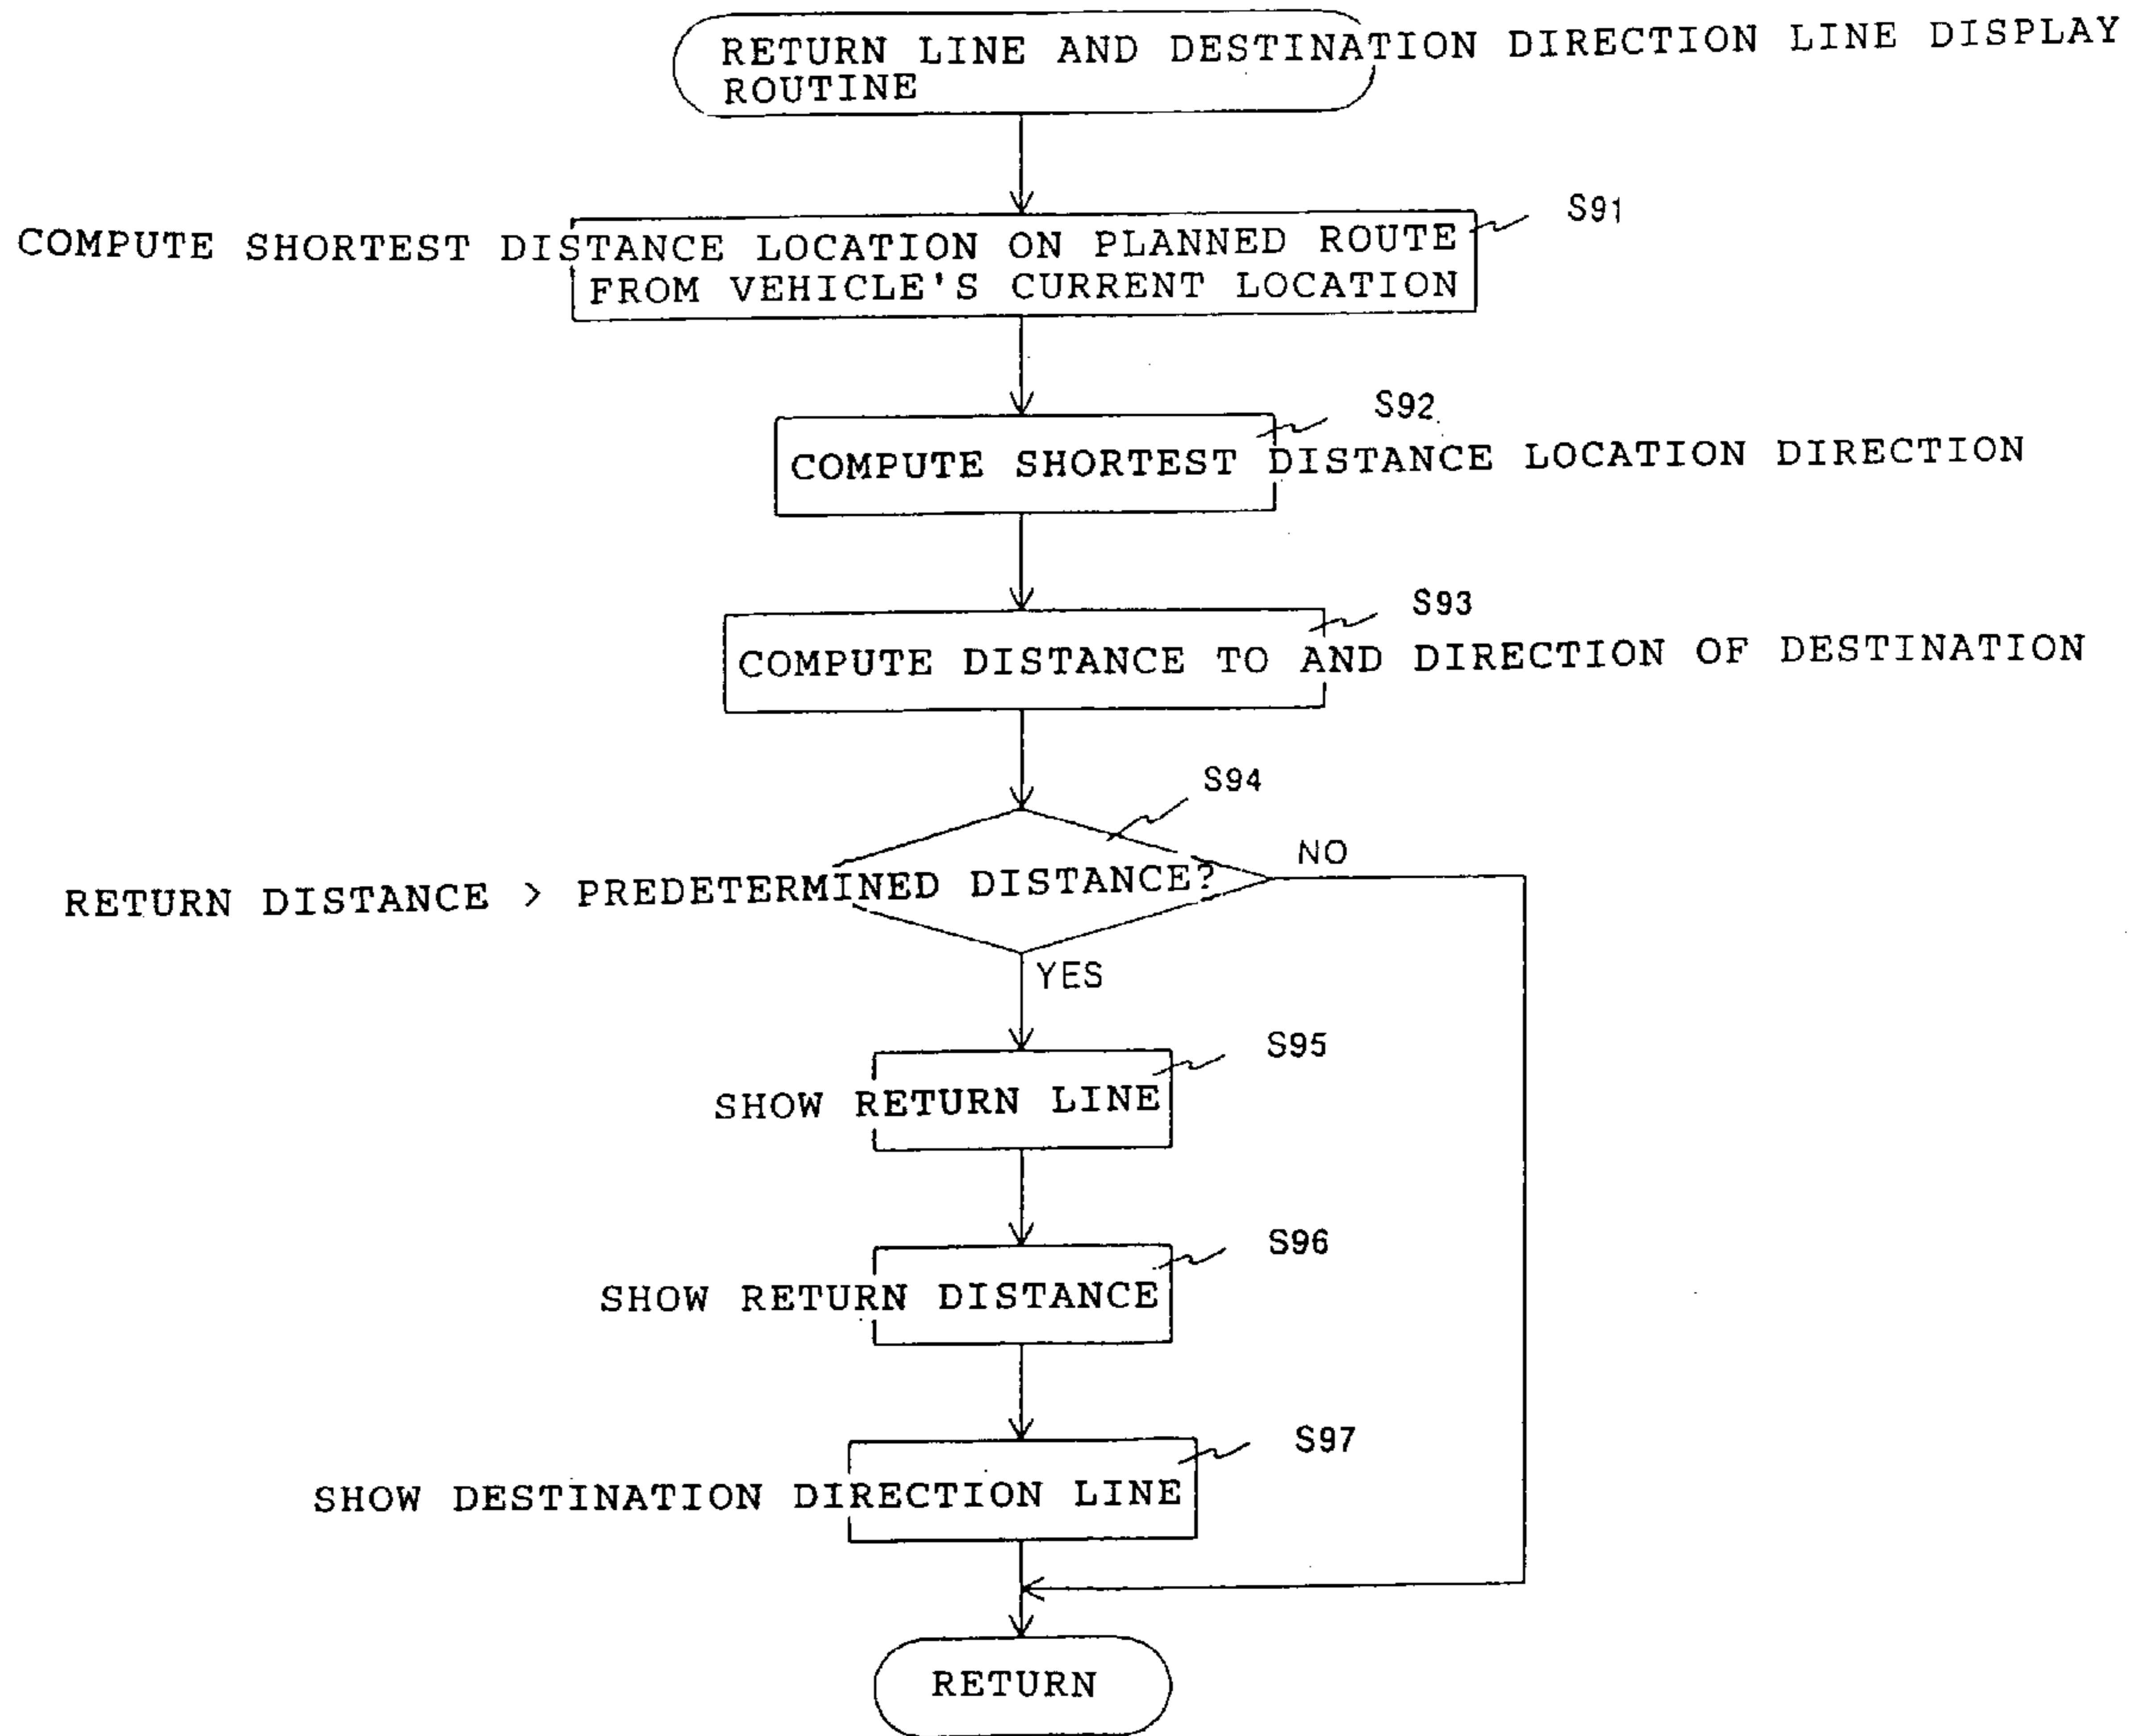 RETURN LINE AND DESTINATION DIRECTION LINE DISPLAY
ROUTINE
S91
COMPUTE SHORTEST DISTANCE LOCATION ON PLANNED ROUTE
FROM VEHICLE'S CURRENT LOCATION
S92
COMPUTE SHORTEST DISTANCE LOCATION DIRECTION
S93
COMPUTE DISTANCE TO AND DIRECTION OF DESTINATION
S94
NO
RETURN DISTANCE > PREDETERMINED DISTANCE?
YES
S95
SHOW RETURN LINE
S96
SHOW RETURN DISTANCE
S97
SHOW DESTINATION DIRECTION LINE
RETURN